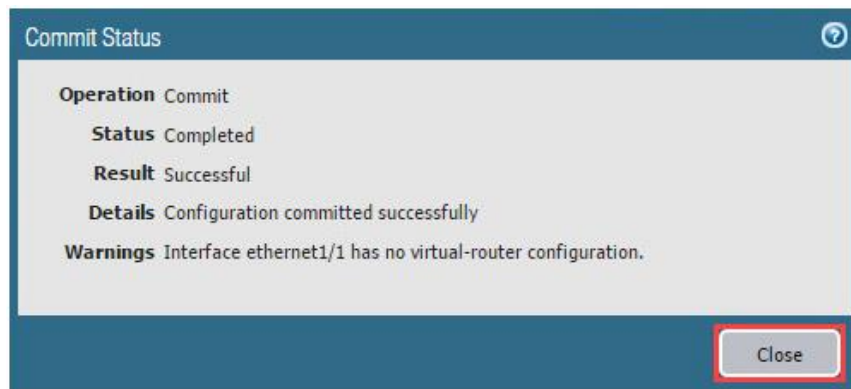 Commit Status
?
Operation Commit
Status Completed
Result Successful
Details Configuration committed successfully
Warnings Interface ethernet1/1 has no virtual-router configuration.
Close